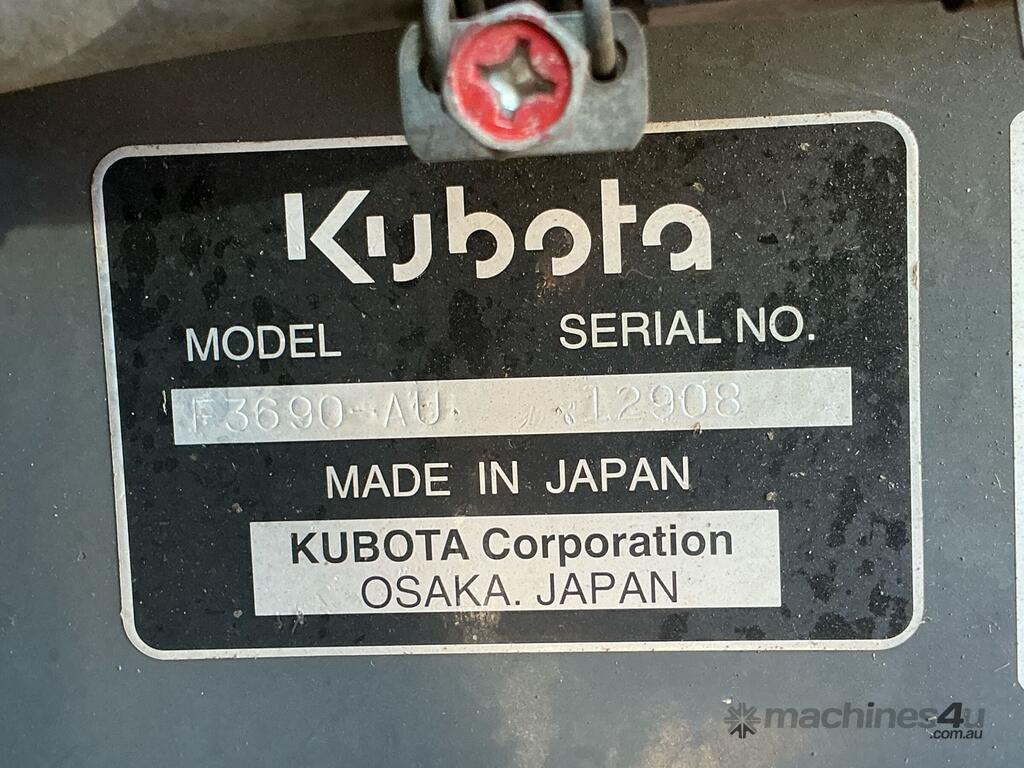 Kubota
MODEL SERIAL NO.
F3690-AU 12908
MADE IN JAPAN
KUBOTA Corporation
OSAKA. JAPAN
machines4u
.com.au